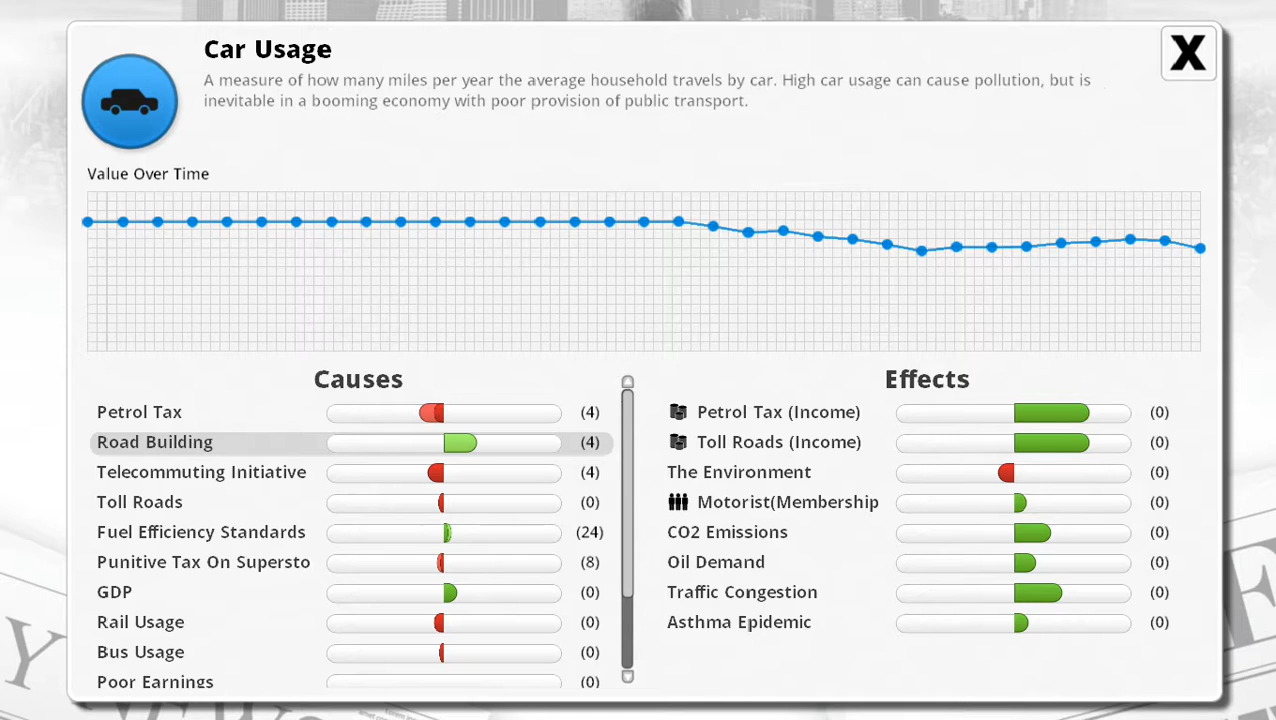 Car Usage
X
A measure of how many miles per year the average household travels by car. High car usage can cause pollution, but is
inevitable in a booming economy with poor provision of public transport.
Value Over Time
Causes
Petrol Tax (4)
Road Building (4)
Telecommuting Initiative (4)
Toll Roads (0)
Fuel Efficiency Standards (24)
Punitive Tax On Supersto (8)
GDP (0)
Rail Usage (0)
Bus Usage (0)
Poor Earnings (0)
Effects
Petrol Tax (Income) (0)
Toll Roads (Income) (0)
The Environment (0)
Motorist(Membership (0)
CO2 Emissions (0)
Oil Demand (0)
Traffic Congestion (0)
Asthma Epidemic (0)